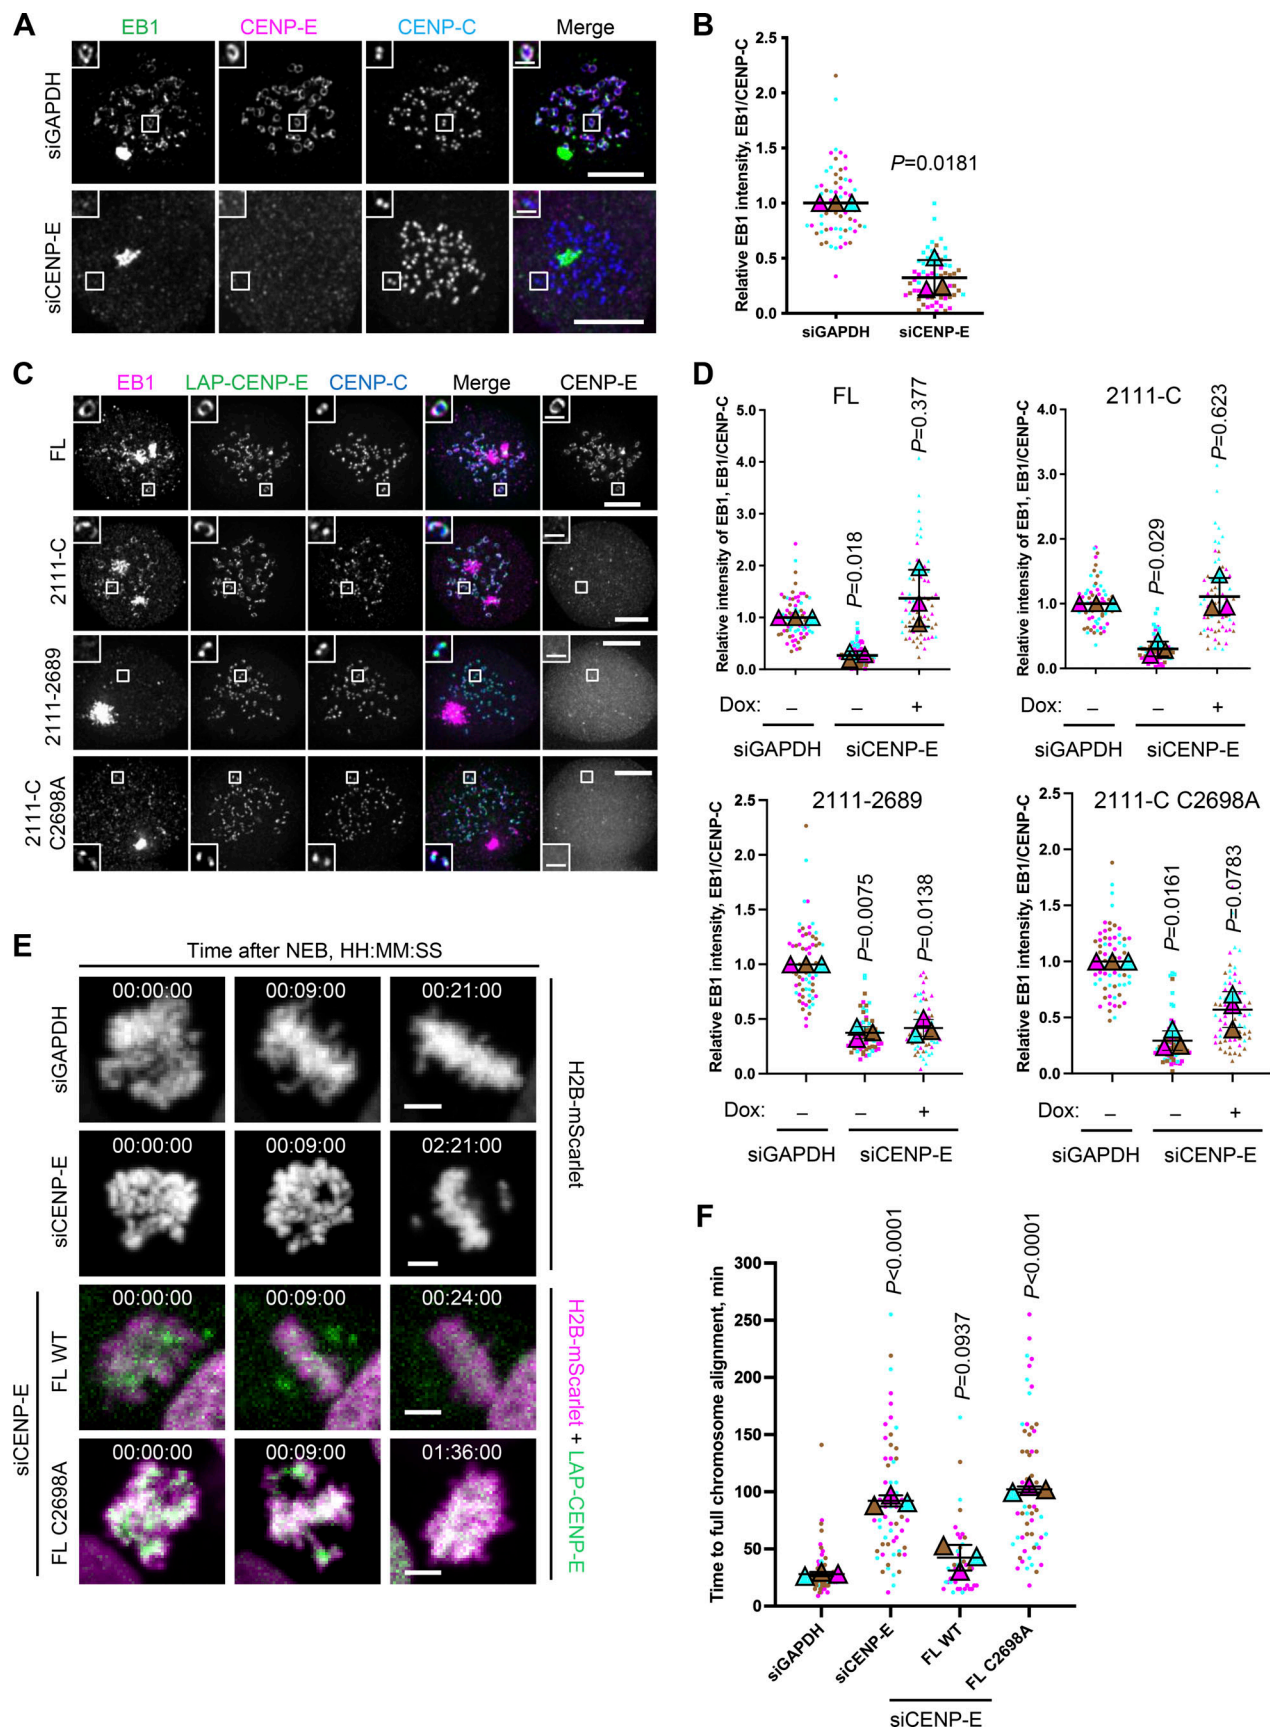 A
EB1 CENP-E CENP-C Merge
siGAPDH
siCENP-E
B
Relative EB1 intensity, EB1/CENP-C
2.5
2.0
1.5
1.0
0.5
0.0
P=0.0181
siGAPDH siCENP-E
C
EB1 LAP-CENP-E CENP-C Merge CENP-E
FL
2111-C
2111-2689
2111-C
C2698A
D
FL
Relative intensity of EB1, EB1/CENP-C
5.0
4.0
3.0
2.0
1.0
0.0
P=0.018
P=0.377
Dox: – – +
siGAPDH siCENP-E
2111-C
Relative intensity of EB1, EB1/CENP-C
4.0
3.0
2.0
1.0
0.0
P=0.029
P=0.623
Dox: – – +
siGAPDH siCENP-E
2111-2689
Relative EB1 intensity, EB1/CENP-C
2.5
2.0
1.5
1.0
0.5
0.0
P=0.0075
P=0.0138
Dox: – – +
siGAPDH siCENP-E
2111-C C2698A
Relative EB1 intensity, EB1/CENP-C
2.5
2.0
1.5
1.0
0.5
0.0
P=0.0161
P=0.0783
Dox: – – +
siGAPDH siCENP-E
E
Time after NEB, HH:MM:SS
siGAPDH
00:00:00 00:09:00 00:21:00
siCENP-E
00:00:00 00:09:00 02:21:00
H2B-mScarlet
siCENP-E
FL WT
00:00:00 00:09:00 00:24:00
FL C2698A
00:00:00 00:09:00 01:36:00
H2B-mScarlet + LAP-CENP-E
F
Time to full chromosome alignment, min
300
250
200
150
100
50
0
P<0.0001
P=0.0937
P<0.0001
siGAPDH
siCENP-E
FL WT
FL C2698A
siCENP-E